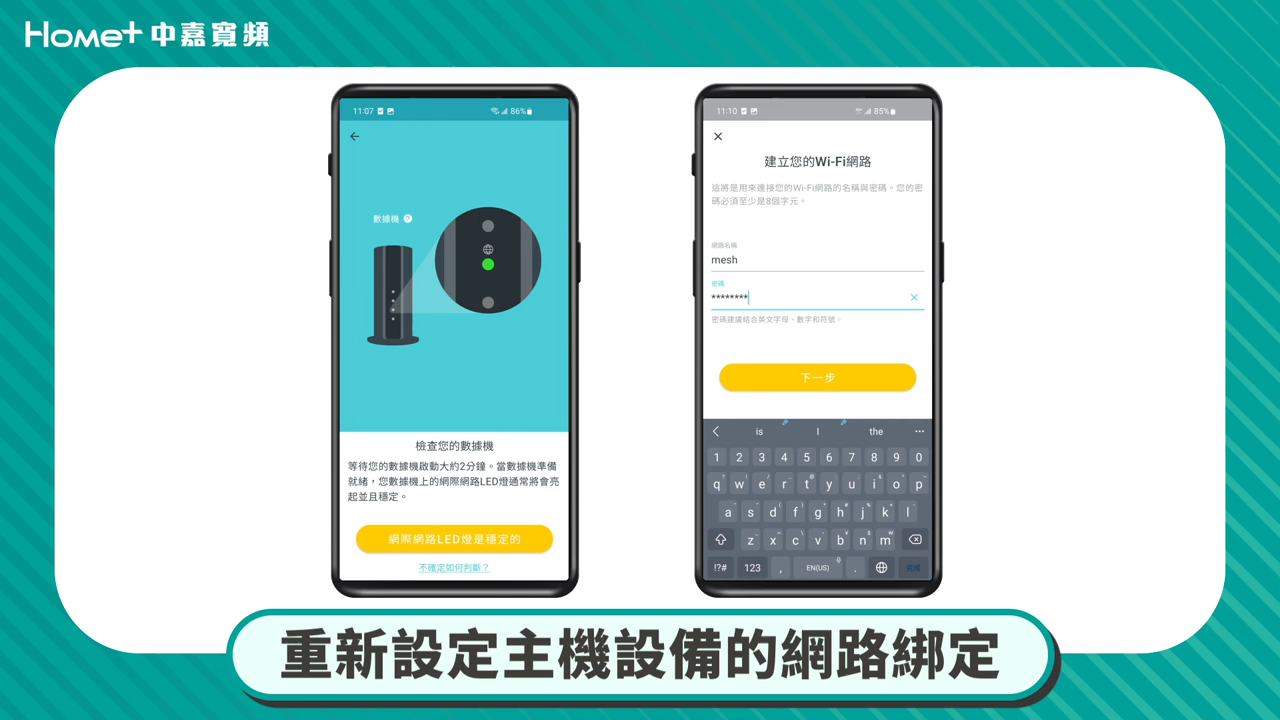 Home+ 中嘉寬頻
11:07
86%
數據機 ?
檢查您的數據機
等待您的數據機啟動大約2分鐘。當數據機準備
就緒,您數據機上的網際網路LED燈通常將會亮
起並且穩定。
網際網路LED燈是穩定的
不確定如何判斷?
11:10
85%
建立您的Wi-Fi網路
這將是用來連接您的Wi-Fi網路的名稱與密碼。您的密
碼必須至少是8個字元。
網路名稱
mesh
密碼
********
密碼建議結合英文字母、數字和符號。
下一步
is I the ...
1 2 3 4 5 6 7 8 9 0
q w e r t y u i o p
a s d f g h j k l
z x c v b n m
!?# 123 , EN(US) .
重新設定主機設備的網路綁定